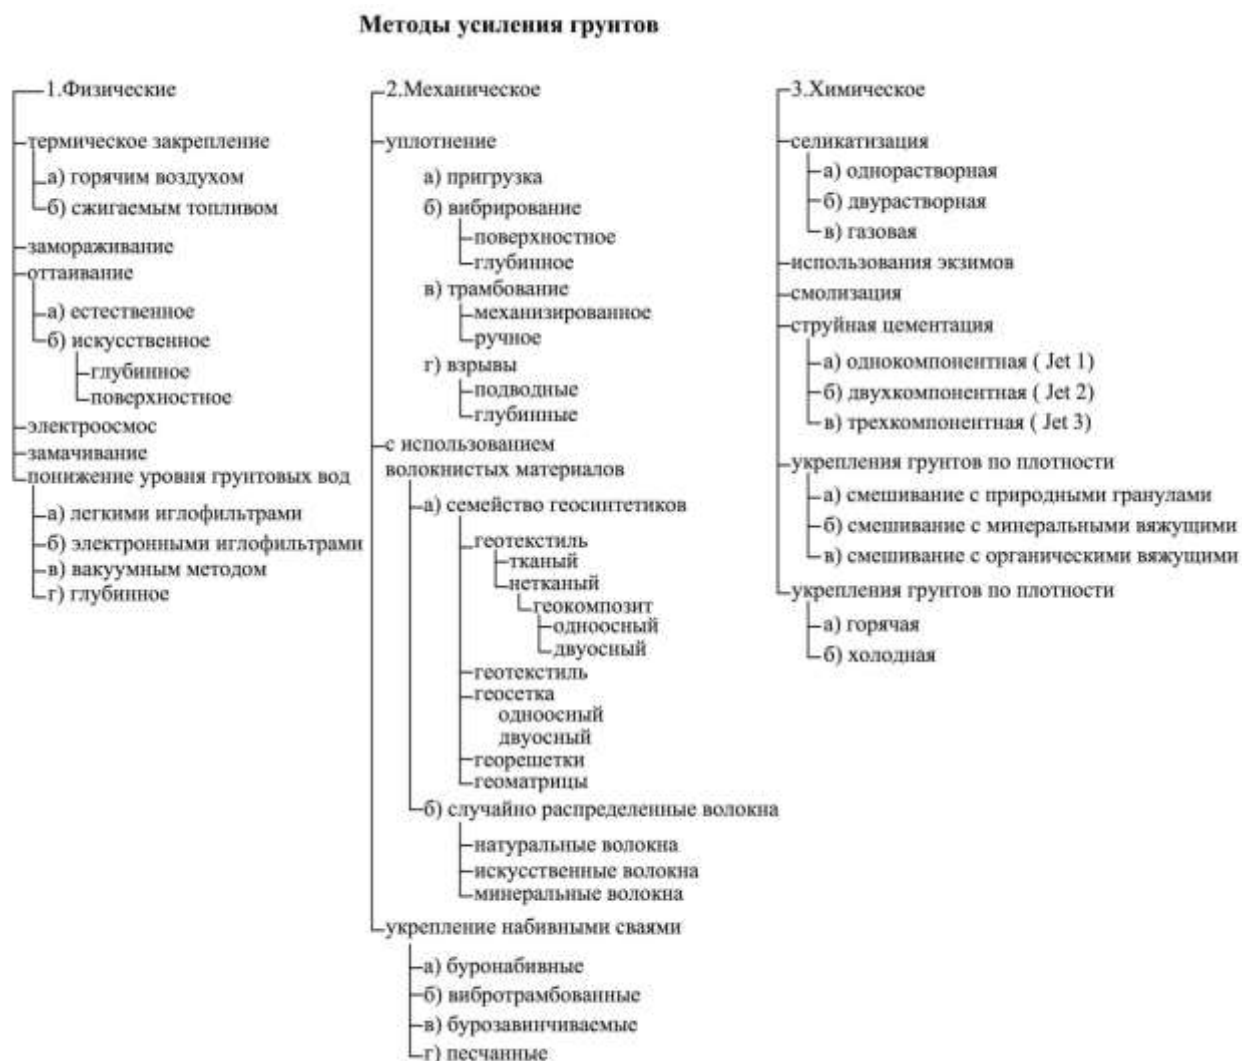 Методы усиления грунтов
1.Физические
термическое закрепление
а) горячим воздухом
б) сжигаемым топливом
замораживание
оттаивание
а) естественное
б) искусственное
глубинное
поверхностное
электроосмос
замачивание
понижение уровня грунтовых вод
а) легкими иглофильтрами
б) электронными иглофильтрами
в) вакуумным методом
г) глубинное
2.Механическое
уплотнение
а) пригрузка
б) вибрирование
поверхностное
глубинное
в) трамбование
механизированное
ручное
г) взрывы
подводные
глубинные
с использованием
волокнистых материалов
а) семейство геосинтетиков
геотекстиль
тканый
нетканый
геокомпозит
одноосный
двуосный
геотекстиль
геосетка
одноосный
двуосный
георешетки
геоматрицы
б) случайно распределенные волокна
натуральные волокна
искусственные волокна
минеральные волокна
укрепление набивными сваями
а) буронабивные
б) вибротрамбованные
в) бурозавинчиваемые
г) песчанные
3.Химическое
селикатизация
а) однорастворная
б) двурастворная
в) газовая
использования экзимов
смолизация
струйная цементация
а) однокомпонентная ( Jet 1)
б) двухкомпонентная ( Jet 2)
в) трехкомпонентная ( Jet 3)
укрепления грунтов по плотности
а) смешивание с природными гранулами
б) смешивание с минеральными вяжущими
в) смешивание с органическими вяжущими
укрепления грунтов по плотности
а) горячая
б) холодная